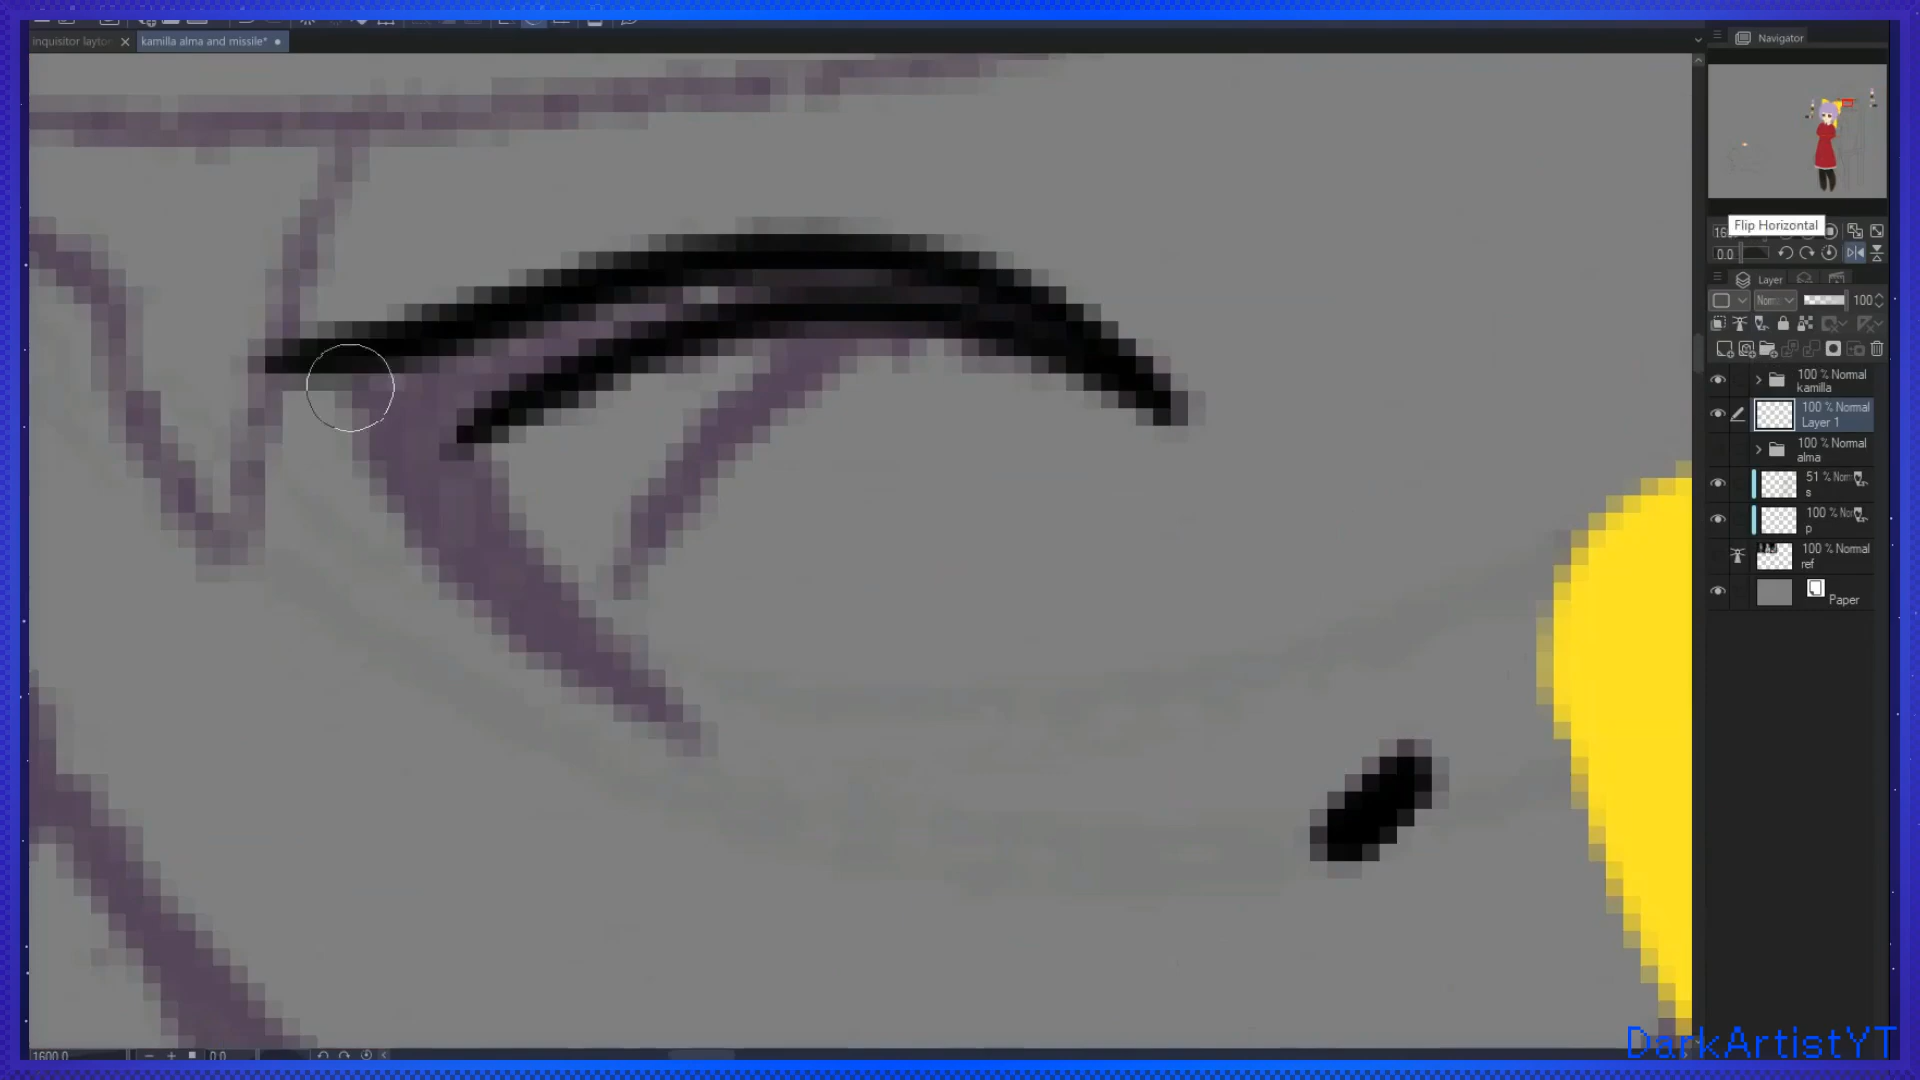 inquisitor layton
kamilla alma and missile*
Navigator
Flip Horizontal
0.0
Layer
100
100 % Normal
kamilla
100 % Normal
Layer 1
100 % Normal
alma
51 %
s
100 %
p
100 % Normal
ref
Paper
1600.0
0.0
DarkArtistYT